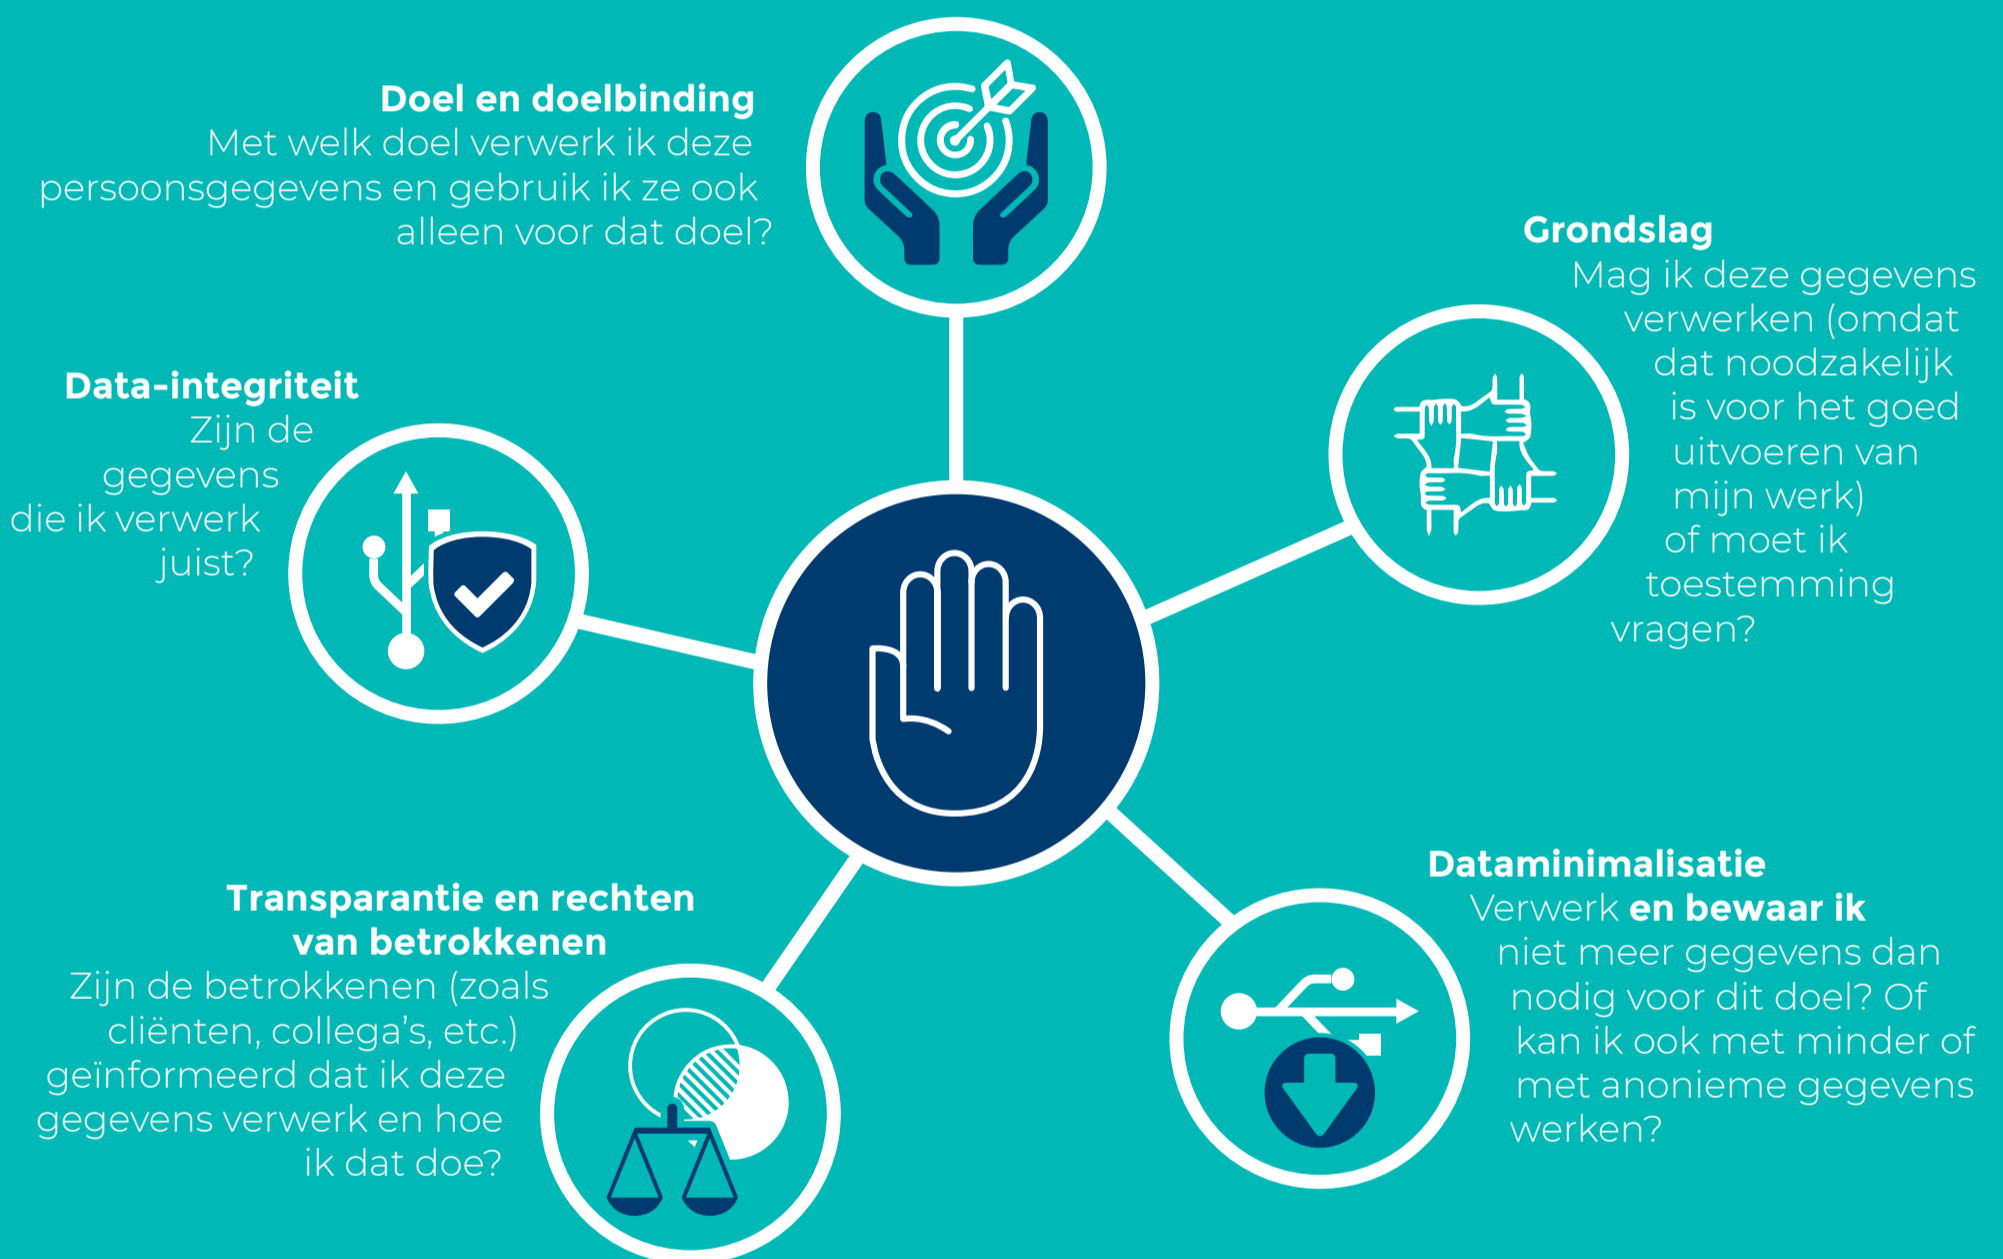 Doel en doelbinding
Met welk doel verwerk ik deze
persoonsgegevens en gebruik ik ze ook
alleen voor dat doel?
Grondslag
Mag ik deze gegevens
verwerken (omdat
dat noodzakelijk
is voor het goed
uitvoeren van
mijn werk)
of moet ik
toestemming
vragen?
Data-integriteit
Zijn de
gegevens
die ik verwerk
juist?
Dataminimalisatie
Verwerk en bewaar ik
niet meer gegevens dan
nodig voor dit doel? Of
kan ik ook met minder of
met anonieme gegevens
werken?
Transparantie en rechten
van betrokkenen
Zijn de betrokkenen (zoals
cliënten, collega's, etc.)
geïnformeerd dat ik deze
gegevens verwerk en hoe
ik dat doe?